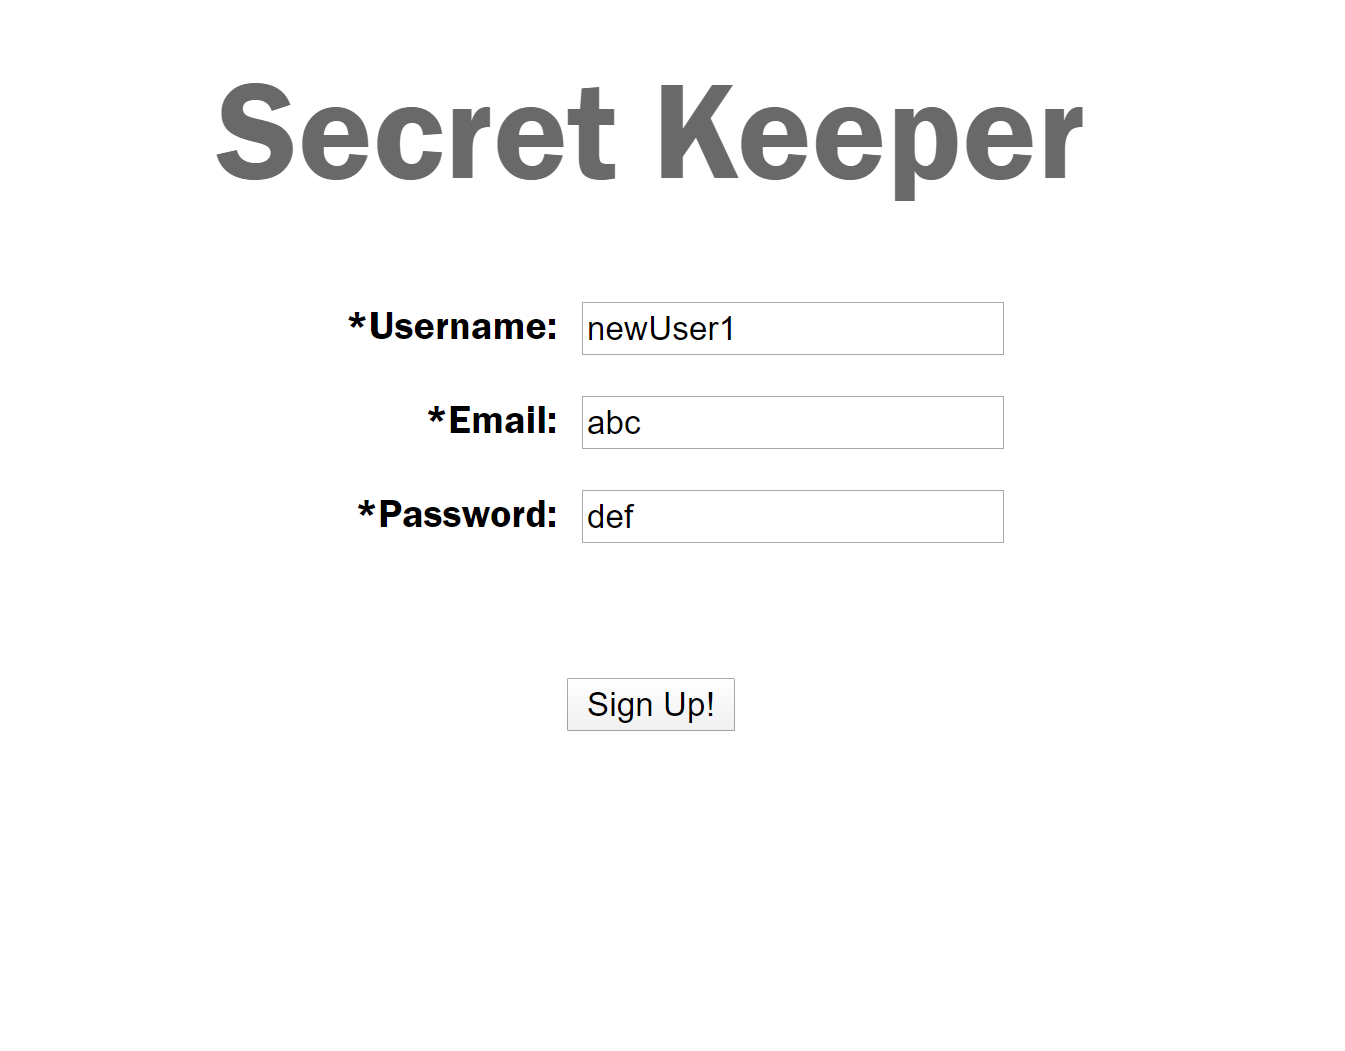 Secret Keeper
*Username: newUser1
*Email: abc
*Password: def
Sign Up!